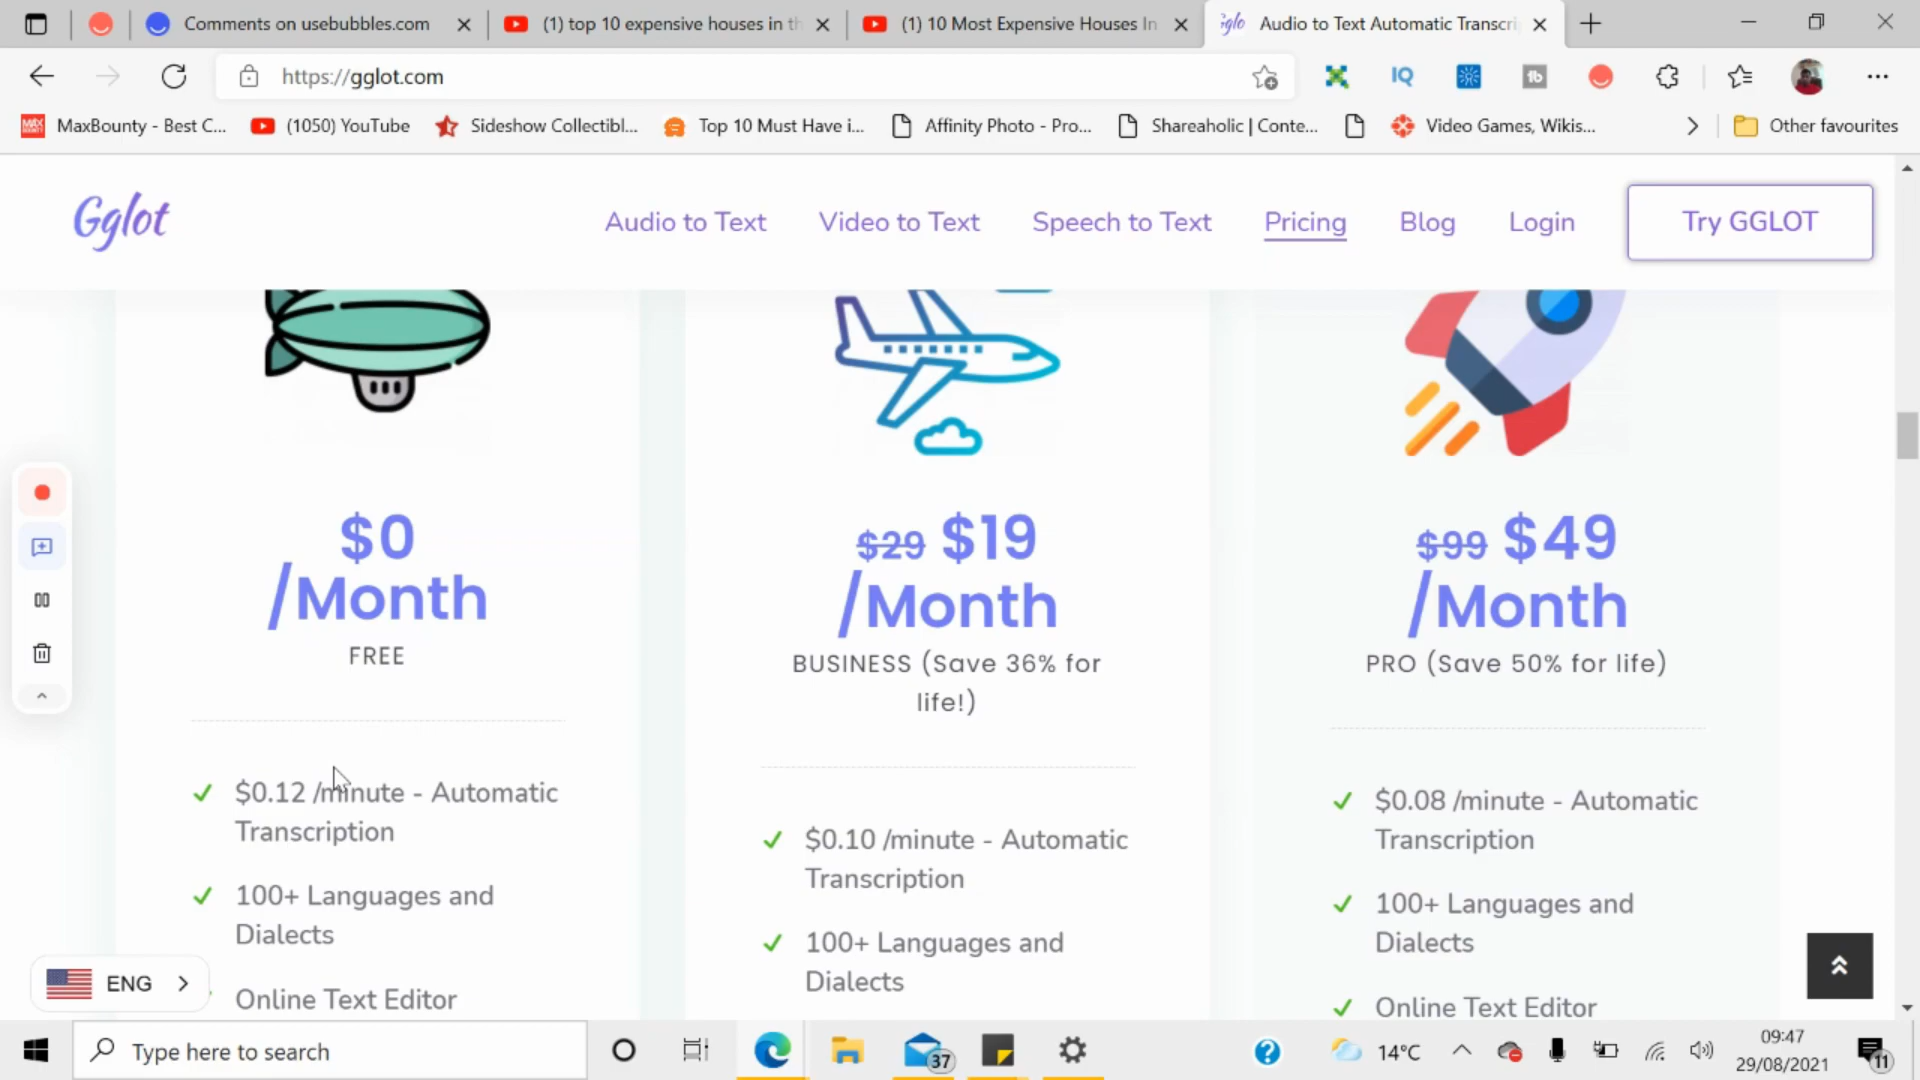 Comments on usebubbles.com
(1) top 10 expensive houses in th
(1) 10 Most Expensive Houses In
Gglot
Audio to Text Automatic Transcri
https://gglot.com
IQ
tb
MAX
MaxBounty - Best C...
(1050) YouTube
Sideshow Collectibl...
Top 10 Must Have i...
Affinity Photo - Pro...
Shareaholic | Conte...
Video Games, Wikis...
Other favourites
Gglot
Audio to Text
Video to Text
Speech to Text
Pricing
Blog
Login
Try GGLOT
$0
/Month
FREE
$0.12 /minute - Automatic
Transcription
100+ Languages and
Dialects
Online Text Editor
$29 $19
/Month
BUSINESS (Save 36% for
life!)
$0.10 /minute - Automatic
Transcription
100+ Languages and
Dialects
$99 $49
/Month
PRO (Save 50% for life)
$0.08 /minute - Automatic
Transcription
100+ Languages and
Dialects
Online Text Editor
ENG
Type here to search
37
14°C
09:47
29/08/2021
11